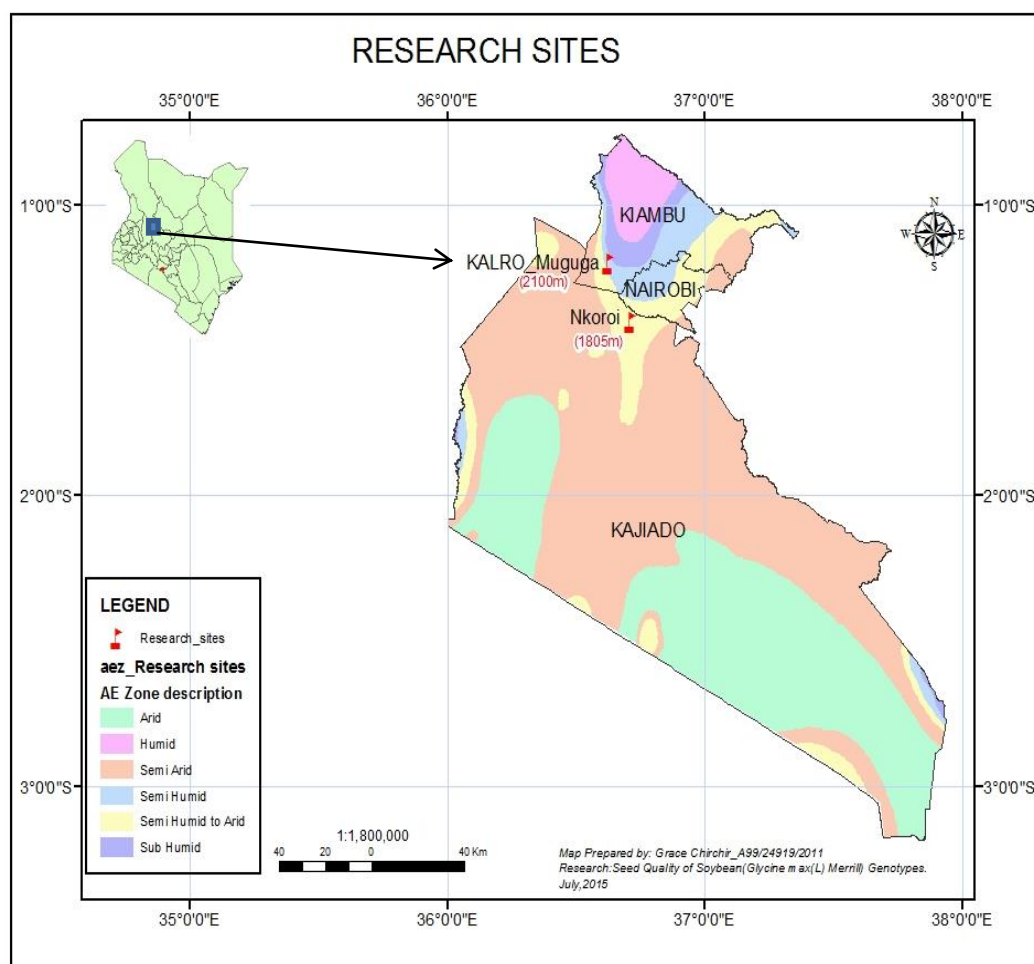 RESEARCH SITES
35°0'0"E 36°0'0"E 37°0'0"E 38°0'0"E
1°0'0"S 1°0'0"S
N
W E
S
KIAMBU
KALRO_Muguga
(2100m)
NAIROBI
Nkoroi
(1805m)
2°0'0"S 2°0'0"S
KAJIADO
LEGEND
Research_sites
aez_Research sites
AE Zone description
Arid
Humid
Semi Arid
Semi Humid
Semi Humid to Arid
Sub Humid
3°0'0"S 3°0'0"S
1:1,800,000
40 20 0 40 Km
Map Prepared by: Grace Chirchir_A99/24919/2011
Research:Seed Quality of Soybean(Glycine max(L) Merrill) Genotypes.
July,2015
35°0'0"E 36°0'0"E 37°0'0"E 38°0'0"E